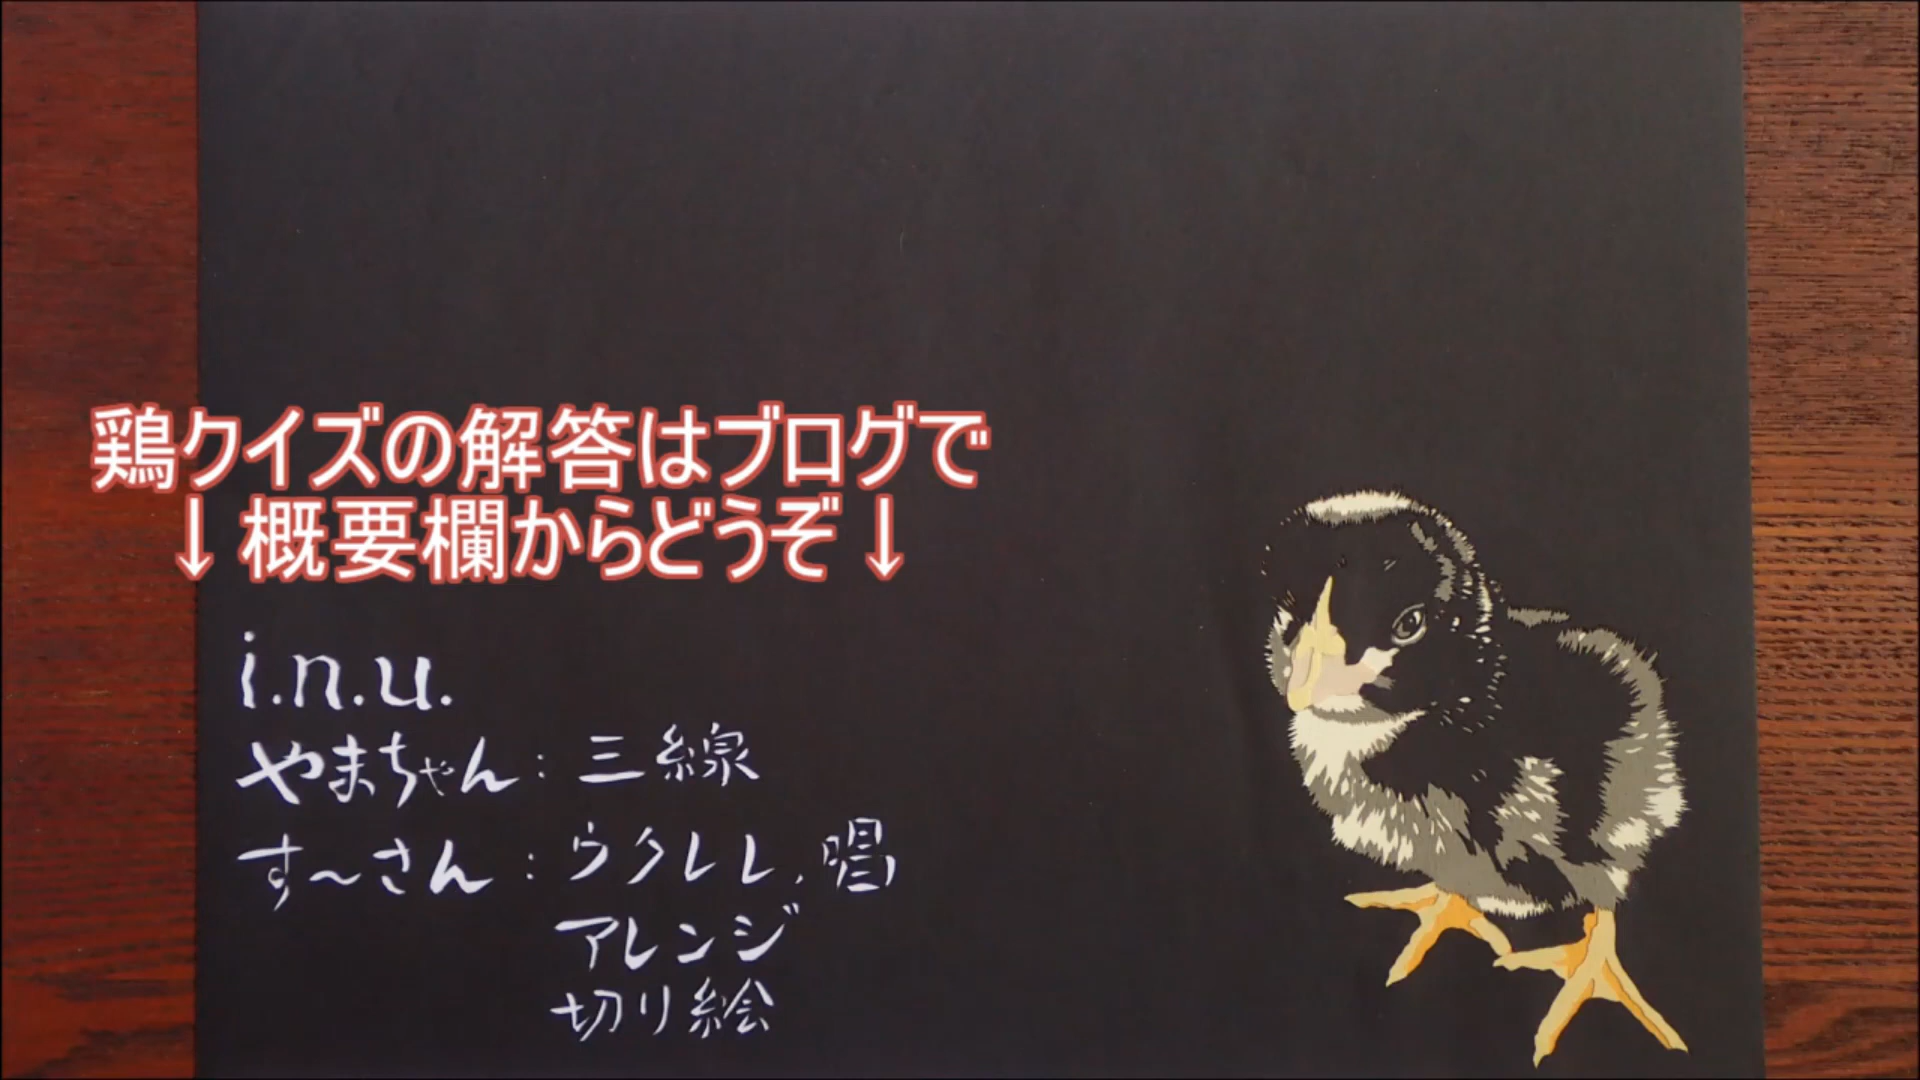 鶏クイズの解答はブログで
↓概要欄からどうぞ↓
i.n.u.
やまちゃん:三線
す〜さん:ウクレレ,唱
アレンジ
切り絵